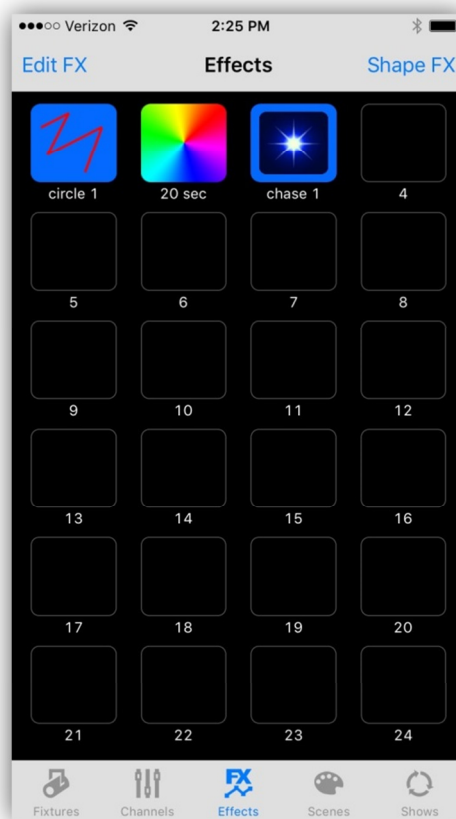 Verizon 2:25 PM
Edit FX Effects Shape FX
circle 1 20 sec chase 1 4
5 6 7 8
9 10 11 12
13 14 15 16
17 18 19 20
21 22 23 24
FX
Fixtures Channels Effects Scenes Shows